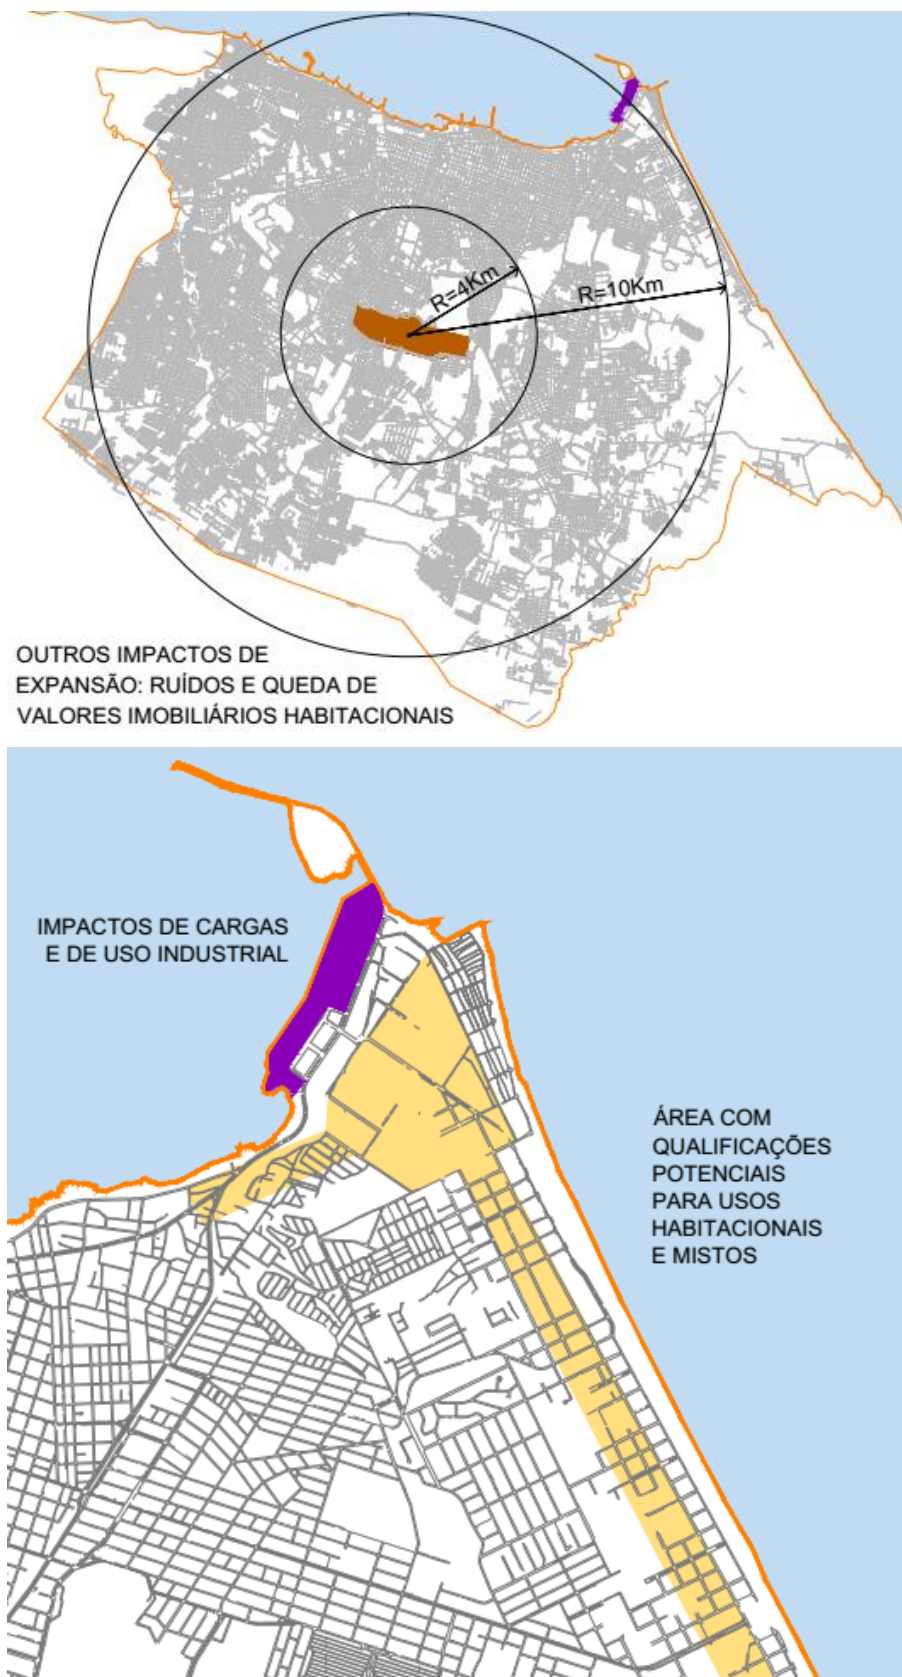 R=4Km
R=10Km
OUTROS IMPACTOS DE
EXPANSÃO: RUÍDOS E QUEDA DE
VALORES IMOBILIÁRIOS HABITACIONAIS
IMPACTOS DE CARGAS
E DE USO INDUSTRIAL
ÁREA COM
QUALIFICAÇÕES
POTENCIAIS
PARA USOS
HABITACIONAIS
E MISTOS